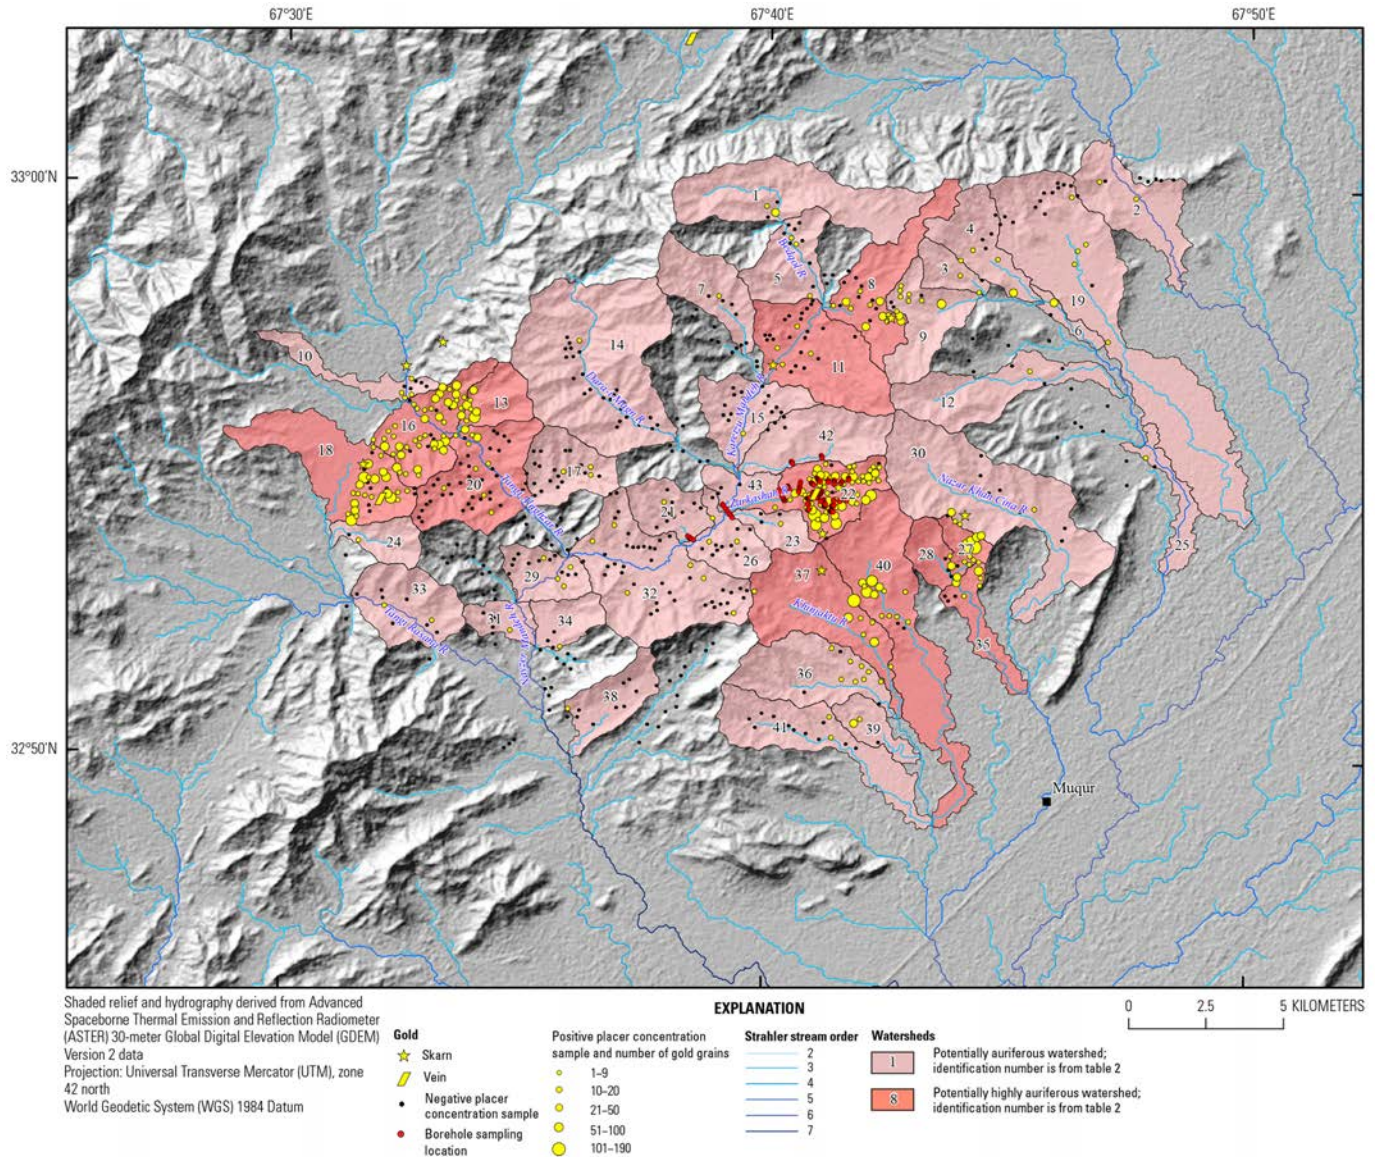 67°30'E
67°40'E
67°50'E
33°00'N
1
2
4
3
5
8
7
Bedqol R
19
6
9
14
10
11
13
12
Dara-i-Margi R
15
16
18
42
30
17
20
43
22
Nazar Khan Cina R
21
Zarkashan R
23
24
28
27
26
29
37
40
33
32
Khinjaktu R
31
34
35
25
36
38
41
39
32°50'N
Muqur
Shaded relief and hydrography derived from Advanced
Spaceborne Thermal Emission and Reflection Radiometer
(ASTER) 30-meter Global Digital Elevation Model (GDEM)
Version 2 data
Projection: Universal Transverse Mercator (UTM), zone
42 north
World Geodetic System (WGS) 1984 Datum
EXPLANATION
Gold
Skarn
Vein
Negative placer
concentration sample
Borehole sampling
location
Positive placer concentration
sample and number of gold grains
1–9
10–20
21–50
51–100
101–190
Strahler stream order
2
3
4
5
6
7
Watersheds
1
Potentially auriferous watershed;
identification number is from table 2
8
Potentially highly auriferous watershed;
identification number is from table 2
0 2.5 5 KILOMETERS